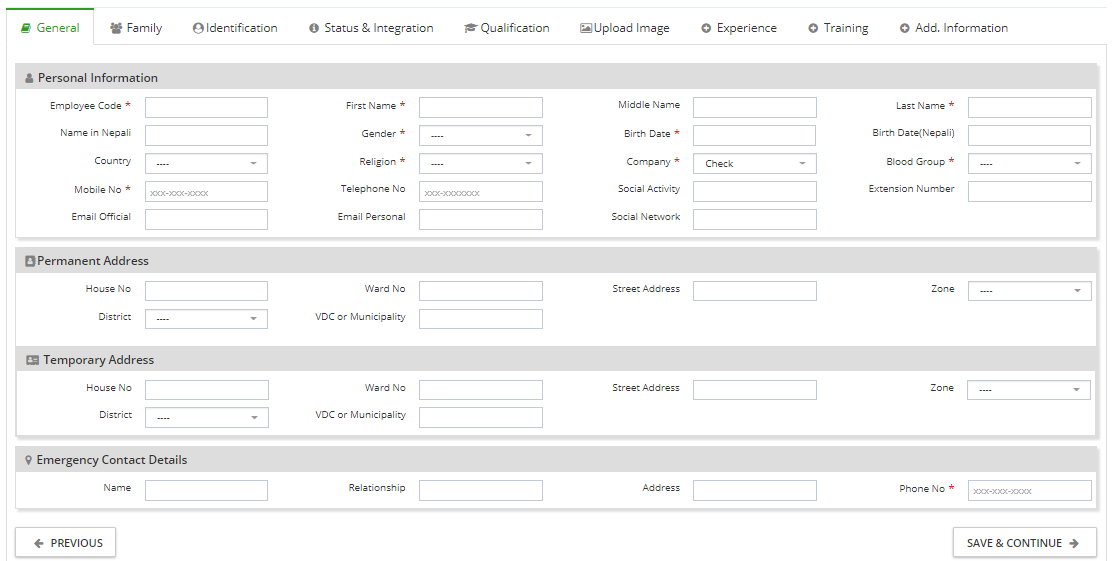 General Family Identification Status & Integration Qualification Upload Image Experience Training Add. Information
Personal Information
Employee Code * First Name * Middle Name Last Name *
Name in Nepali Gender * ---- Birth Date * Birth Date(Nepali)
Country ---- Religion * ---- Company * Check Blood Group * ----
Mobile No * xxx-xxx-xxxx Telephone No xxx-xxxxxxx Social Activity Extension Number
Email Official Email Personal Social Network
Permanent Address
House No Ward No Street Address Zone ----
District ---- VDC or Municipality
Temporary Address
House No Ward No Street Address Zone ----
District ---- VDC or Municipality
Emergency Contact Details
Name Relationship Address Phone No * xxx-xxx-xxxx
PREVIOUS SAVE & CONTINUE